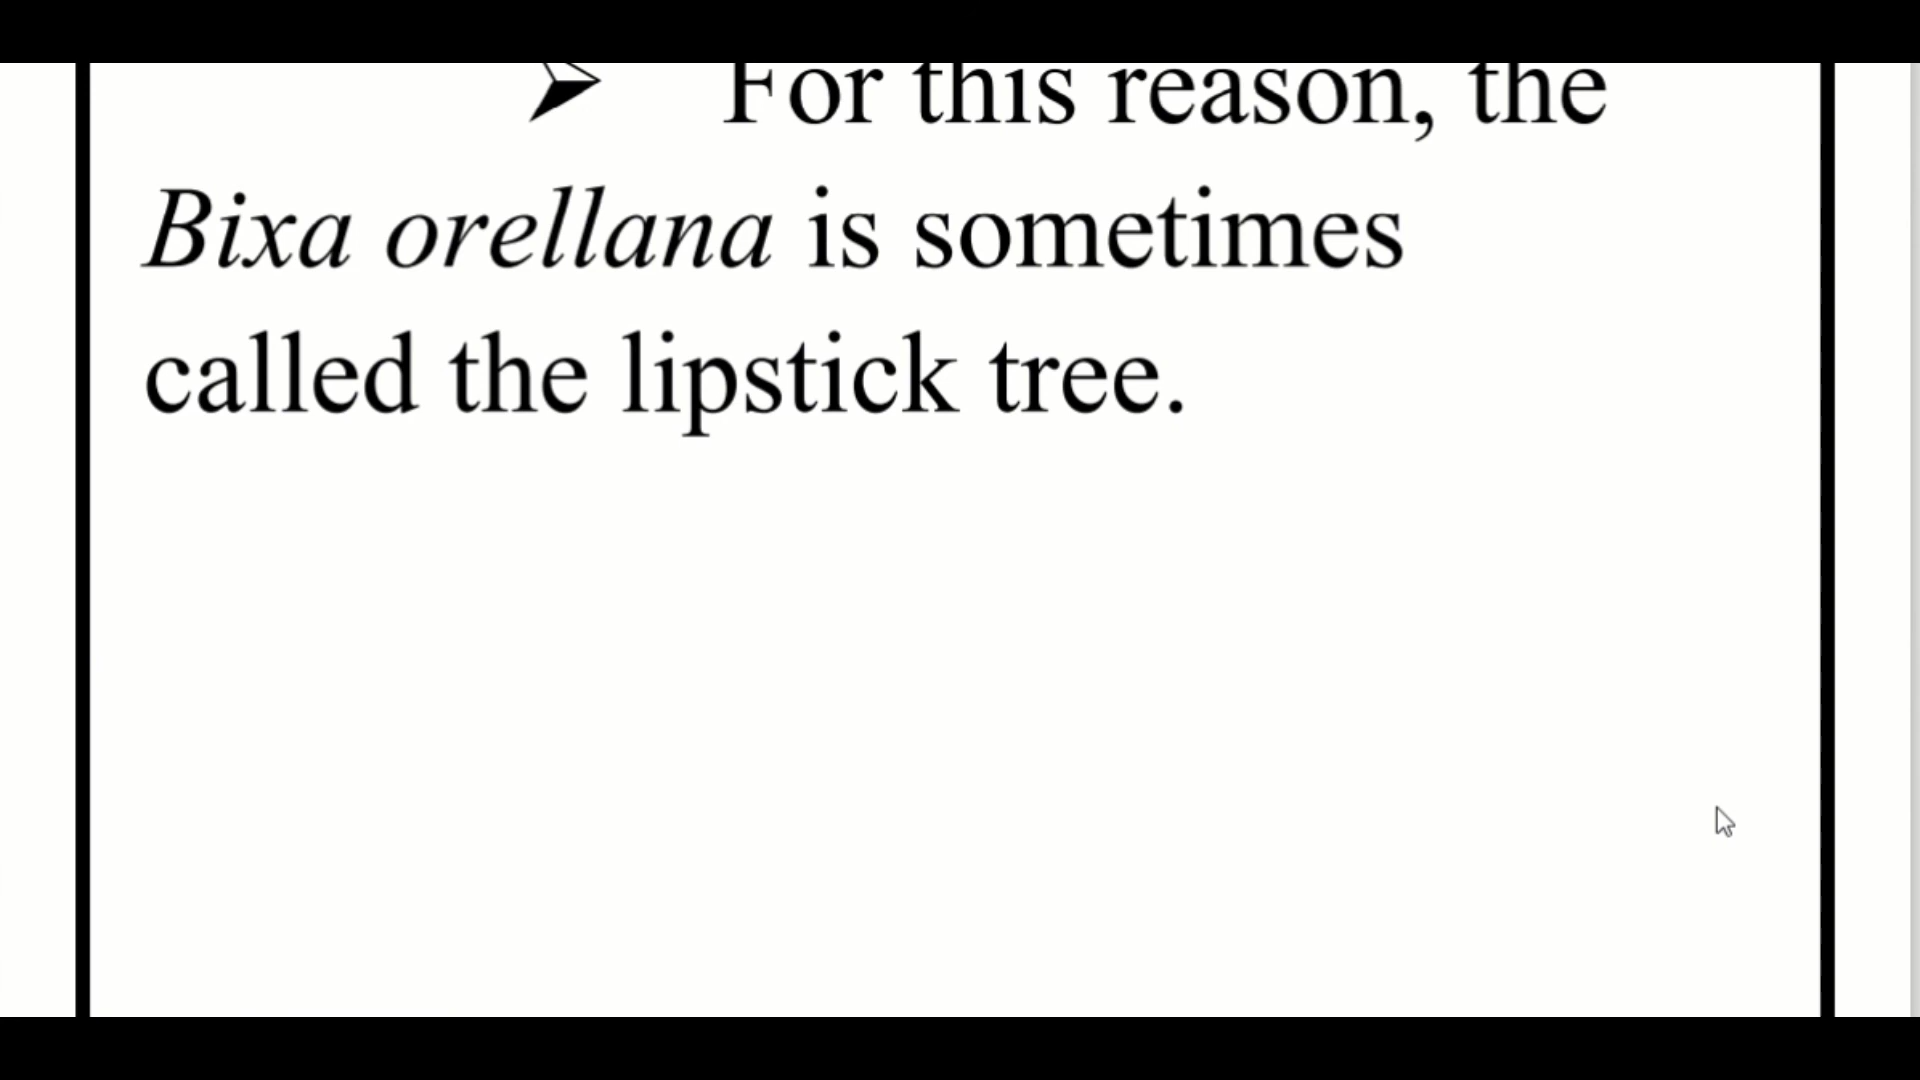 ➢ For this reason, the
Bixa orellana is sometimes
called the lipstick tree.